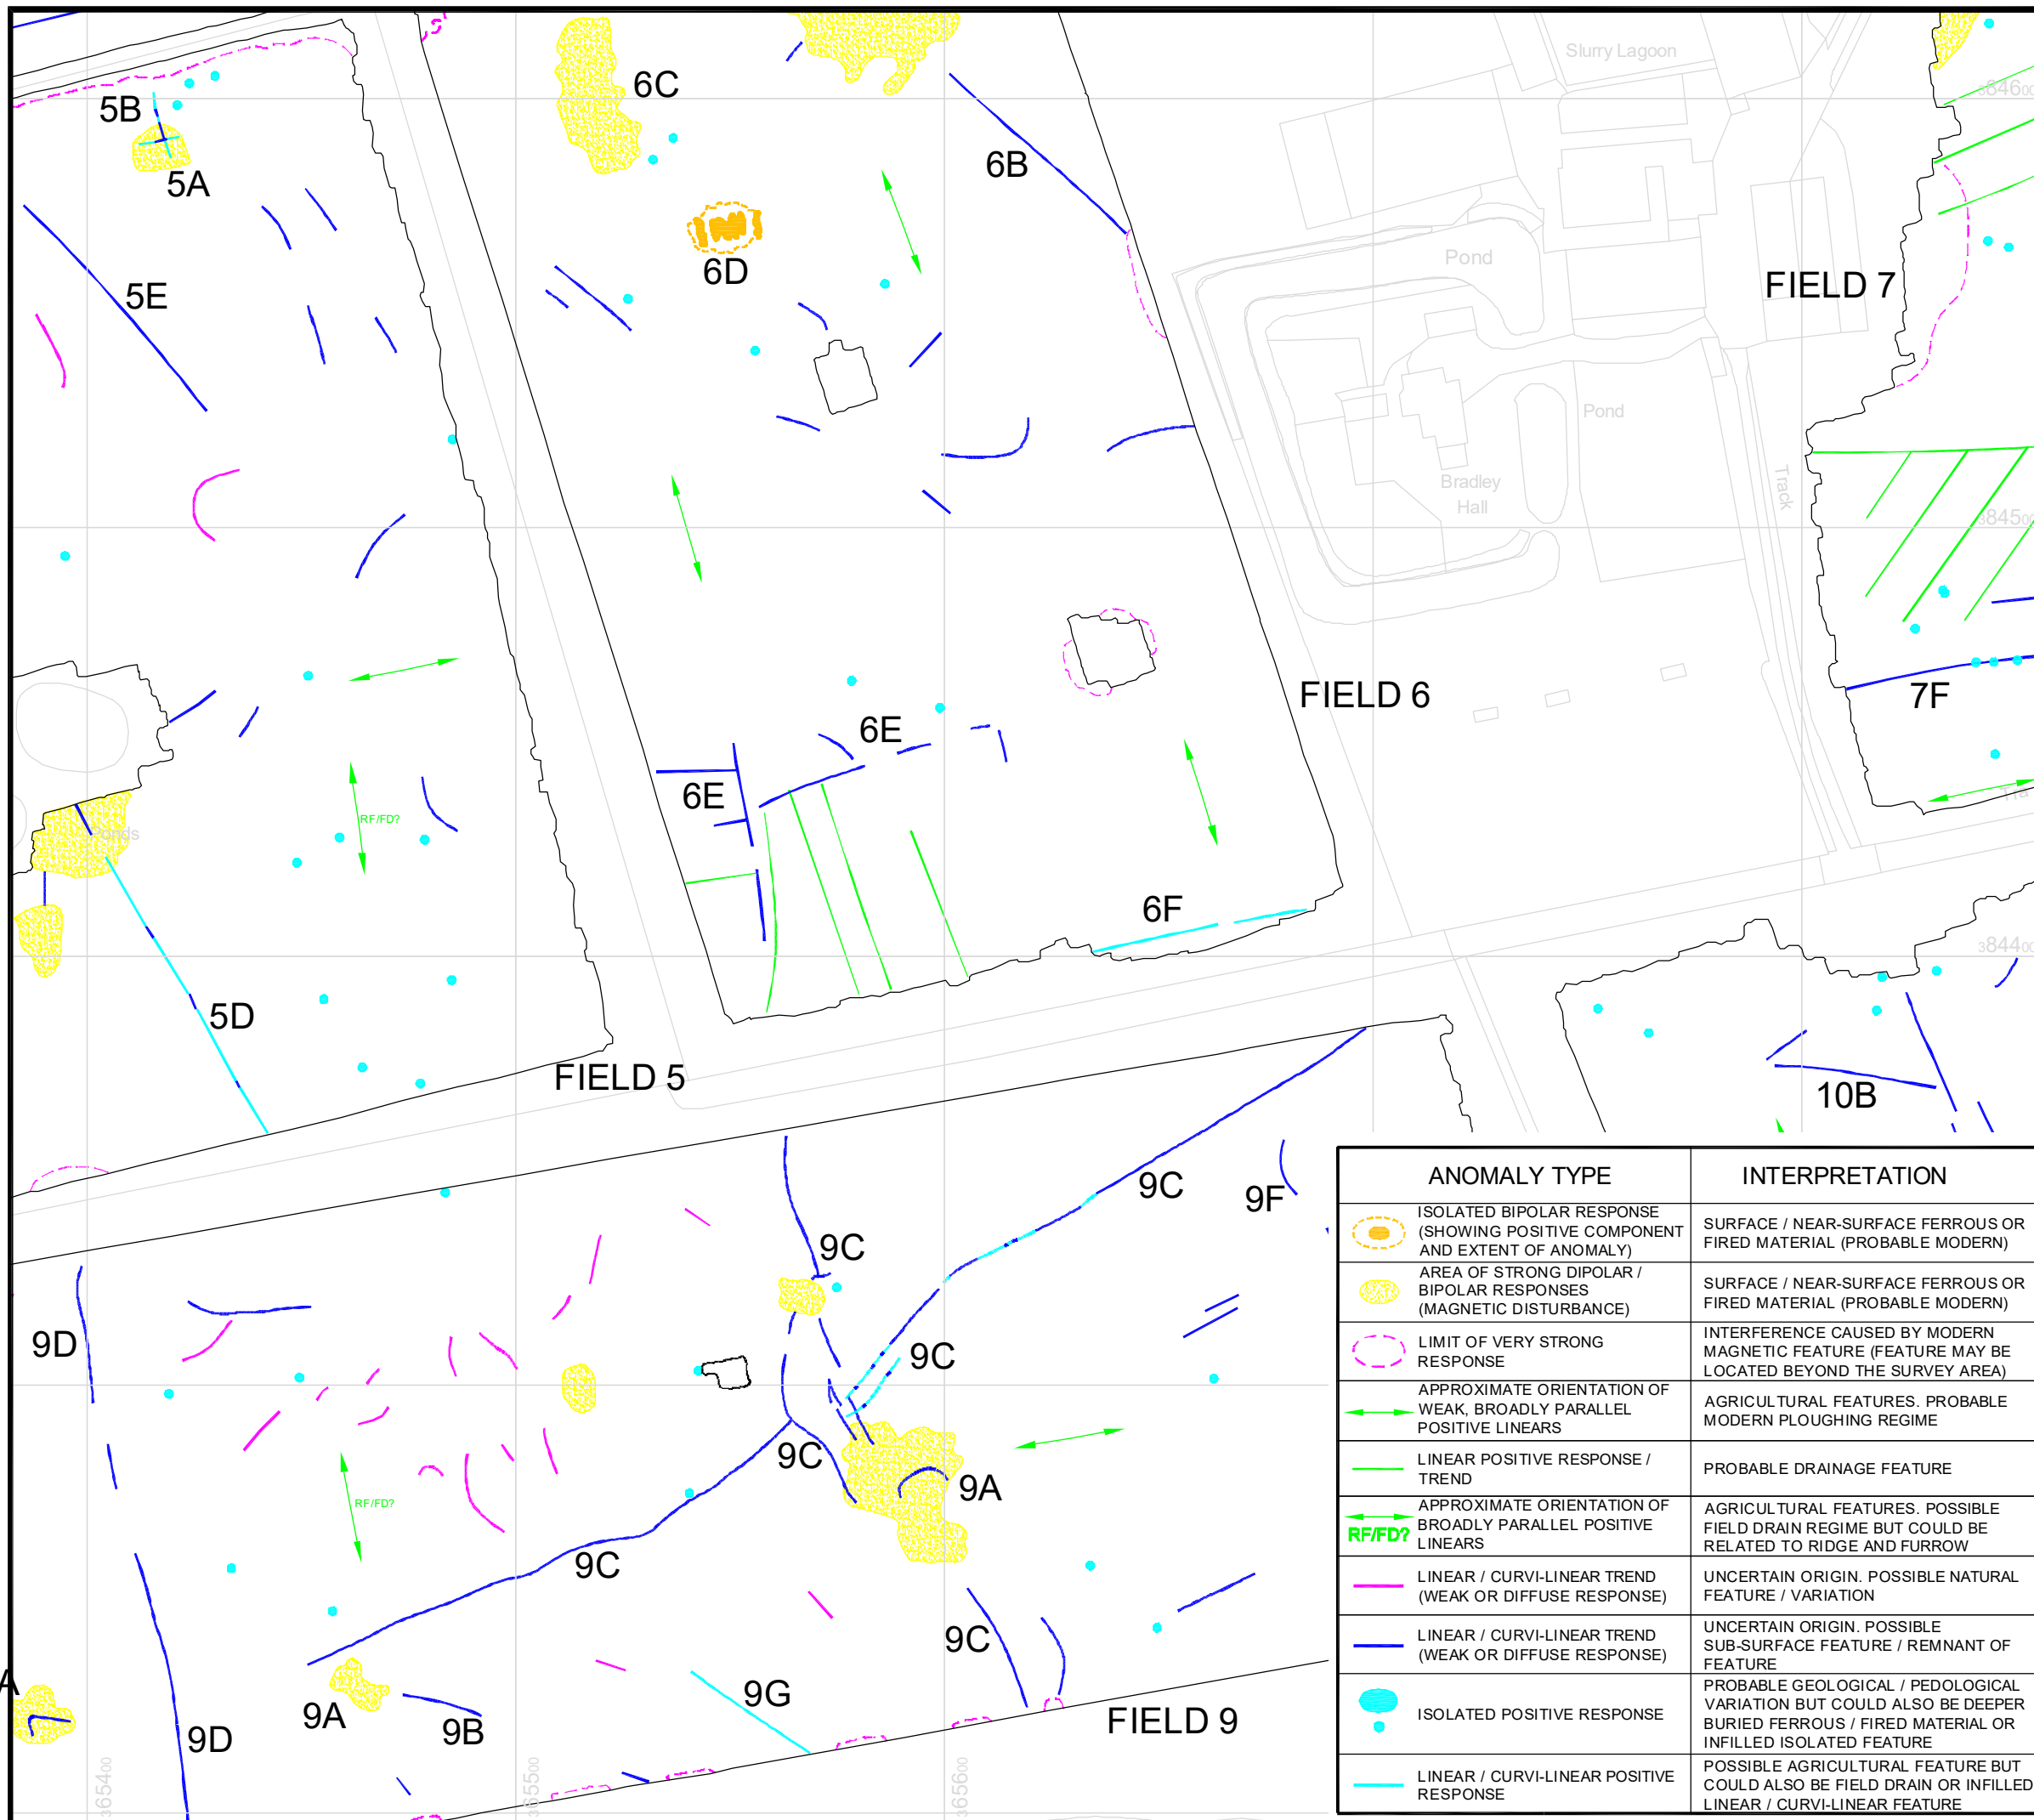 Slurry Lagoon
6C
384600
5B
6B
5A
Pond
6D
FIELD 7
5E
Pond
Bradley
Hall
Track
384500
FIELD 6
7F
6E
6E
RF/FD?
Ponds
6F
384400
5D
FIELD 5
10B
9C
9F
9C
9D
9C
9C
9A
RF/FD?
9C
9C
9G
9A
9B
9D
FIELD 9
A
365400
365500
365600
ANOMALY TYPE
INTERPRETATION
ISOLATED BIPOLAR RESPONSE
(SHOWING POSITIVE COMPONENT
AND EXTENT OF ANOMALY)
SURFACE / NEAR-SURFACE FERROUS OR
FIRED MATERIAL (PROBABLE MODERN)
AREA OF STRONG DIPOLAR /
BIPOLAR RESPONSES
(MAGNETIC DISTURBANCE)
SURFACE / NEAR-SURFACE FERROUS OR
FIRED MATERIAL (PROBABLE MODERN)
LIMIT OF VERY STRONG
RESPONSE
INTERFERENCE CAUSED BY MODERN
MAGNETIC FEATURE (FEATURE MAY BE
LOCATED BEYOND THE SURVEY AREA)
APPROXIMATE ORIENTATION OF
WEAK, BROADLY PARALLEL
POSITIVE LINEARS
AGRICULTURAL FEATURES. PROBABLE
MODERN PLOUGHING REGIME
LINEAR POSITIVE RESPONSE /
TREND
PROBABLE DRAINAGE FEATURE
RF/FD?
APPROXIMATE ORIENTATION OF
BROADLY PARALLEL POSITIVE
LINEARS
AGRICULTURAL FEATURES. POSSIBLE
FIELD DRAIN REGIME BUT COULD BE
RELATED TO RIDGE AND FURROW
LINEAR / CURVI-LINEAR TREND
(WEAK OR DIFFUSE RESPONSE)
UNCERTAIN ORIGIN. POSSIBLE NATURAL
FEATURE / VARIATION
LINEAR / CURVI-LINEAR TREND
(WEAK OR DIFFUSE RESPONSE)
UNCERTAIN ORIGIN. POSSIBLE
SUB-SURFACE FEATURE / REMNANT OF
FEATURE
ISOLATED POSITIVE RESPONSE
PROBABLE GEOLOGICAL / PEDOLOGICAL
VARIATION BUT COULD ALSO BE DEEPER
BURIED FERROUS / FIRED MATERIAL OR
INFILLED ISOLATED FEATURE
LINEAR / CURVI-LINEAR POSITIVE
RESPONSE
POSSIBLE AGRICULTURAL FEATURE BUT
COULD ALSO BE FIELD DRAIN OR INFILLED
LINEAR / CURVI-LINEAR FEATURE